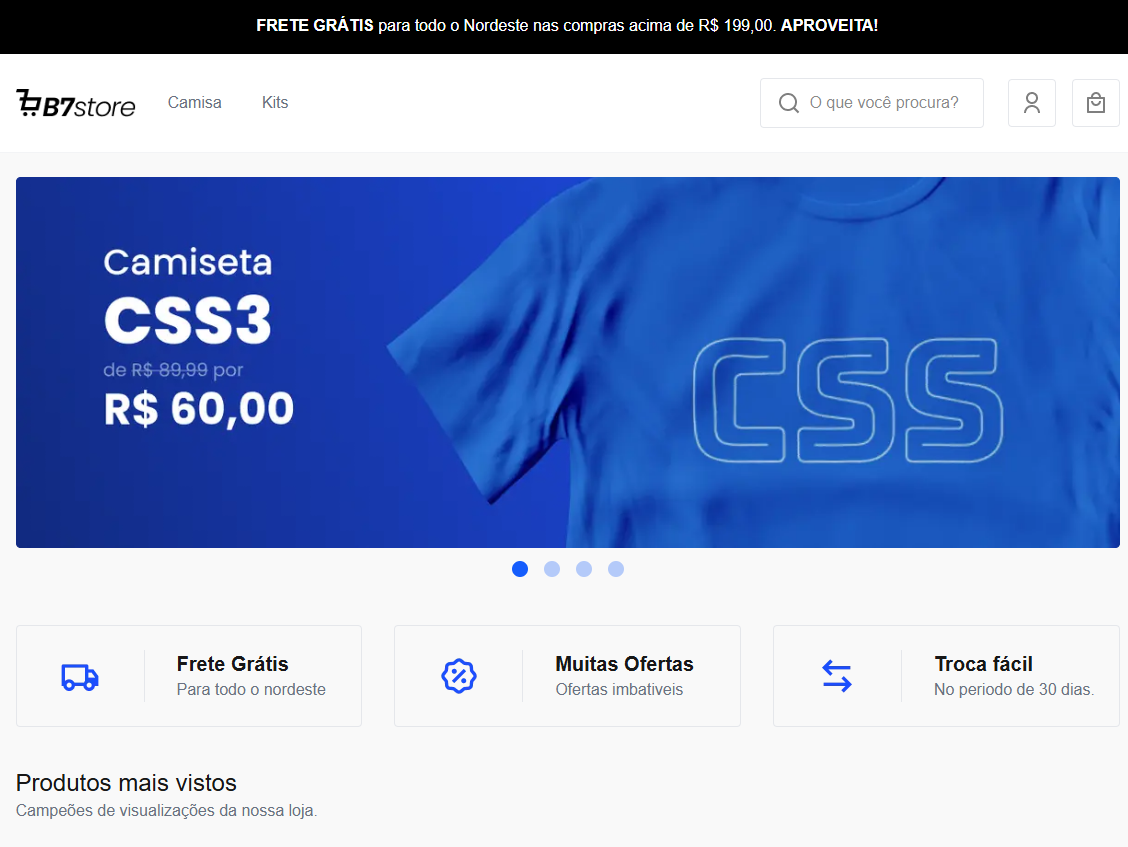 FRETE GRÁTIS para todo o Nordeste nas compras acima de R$ 199,00. APROVEITA!
B7store
Camisa
Kits
O que você procura?
Camiseta
CSS3
de R$ 89,99 por
R$ 60,00
CSS
Frete Grátis
Para todo o nordeste
Muitas Ofertas
Ofertas imbativeis
Troca fácil
No periodo de 30 dias.
Produtos mais vistos
Campeões de visualizações da nossa loja.